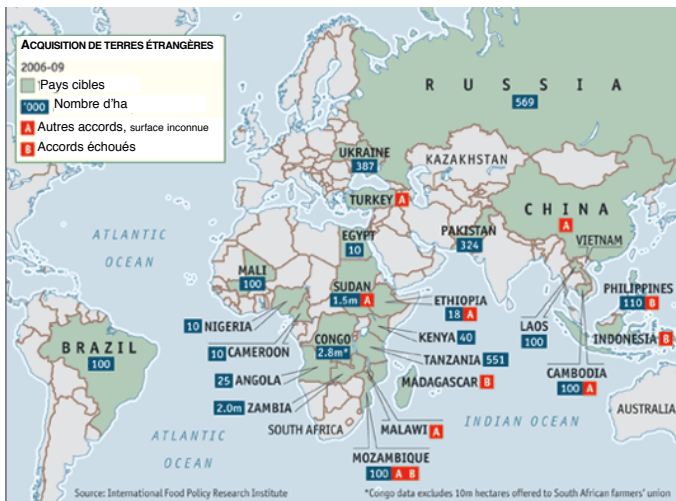 ACQUISITION DE TERRES ÉTRANGÈRES
2006-09
Pays cibles
'000 Nombre d'ha
A Autres accords, surface inconnue
B Accords échoués
RUSSIA
569
UKRAINE
387
KAZAKHSTAN
TURKEY A
CHINA
A
ATLANTIC
OCEAN
EGYPT
10
PAKISTAN
324
VIETNAM
MALI
100
SUDAN
1.5m A
ETHIOPIA
18 A
PHILIPPINES
110 B
LAOS
100
10 NIGERIA
KENYA 40
INDONESIA B
BRAZIL
100
10 CAMEROON
CONGO
2.8m*
TANZANIA 551
CAMBODIA
100 A
25 ANGOLA
MADAGASCAR B
2.0m ZAMBIA
AUSTRALIA
INDIAN OCEAN
SOUTH AFRICA
MALAWI A
ATLANTIC
OCEAN
MOZAMBIQUE
100 A B
Source: International Food Policy Research Institute
*Congo data excludes 10m hectares offered to South African farmers' union